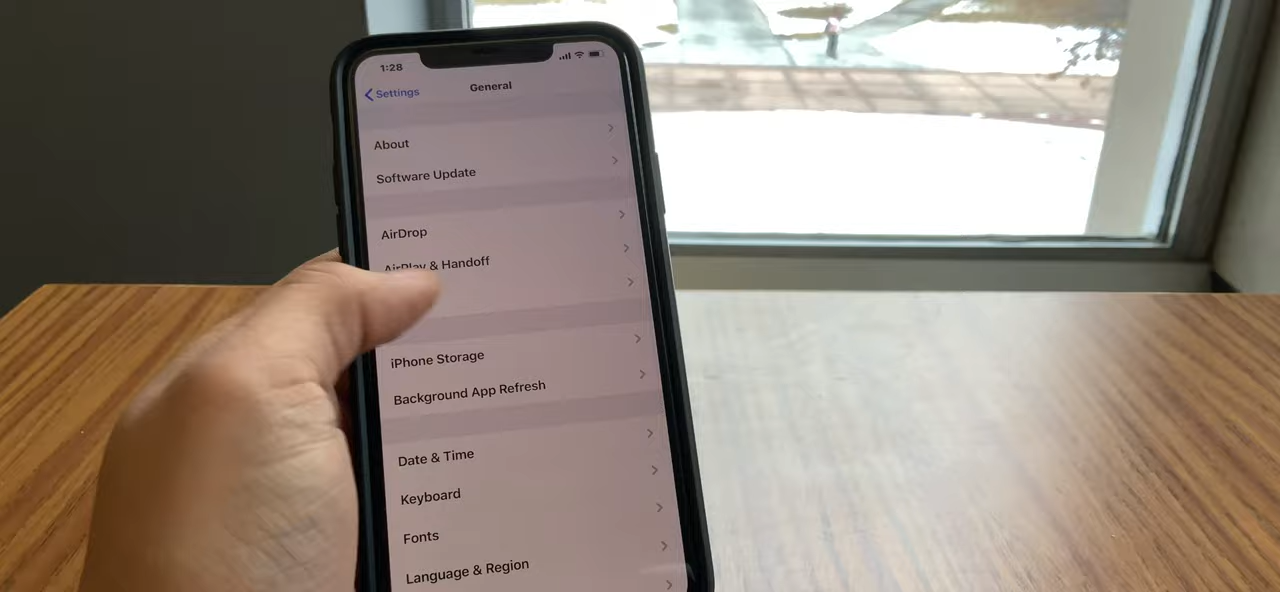 1:28
Settings
General
About
Software Update
AirDrop
AirPlay & Handoff
iPhone Storage
Background App Refresh
Date & Time
Keyboard
Fonts
Language & Region